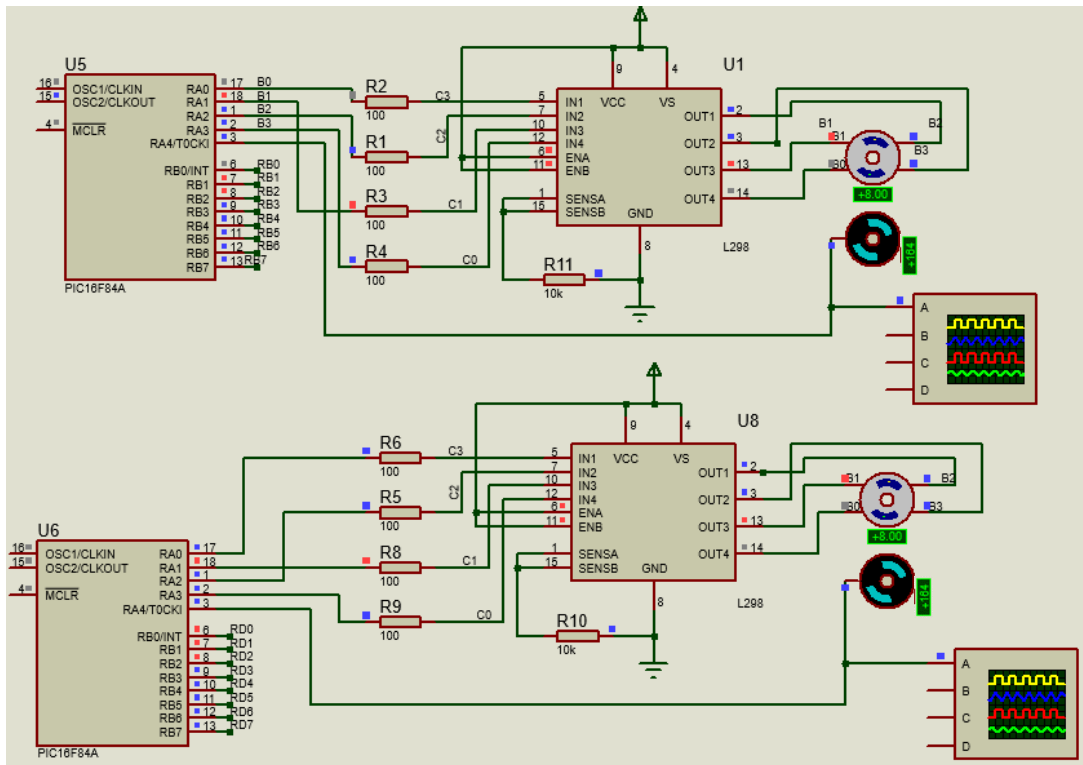 U5
16 OSC1/CLKIN RA0 17 B0
15 OSC2/CLKOUT RA1 18 B1
RA2 1 B2
4 MCLR RA3 2 B3
RA4/T0CKI 3
RB0/INT 6 RB0
RB1 7 RB1
RB2 8 RB2
RB3 9 RB3
RB4 10 RB4
RB5 11 RB5
RB6 12 RB6
RB7 13 RB7
PIC16F84A
R2
100
C3
R1
100
C2
R3
100
C1
R4
100
C0
U1
9 4
VCC VS
5 IN1 OUT1 2
7 IN2
10 IN3 OUT2 3
12 IN4
6 ENA OUT3 13
11 ENB
1 SENSA OUT4 14
15 SENSB
GND
8
L298
R11
10k
B1
B1 B2
B0 B3
+8.00
+164
A
B
C
D
U6
16 OSC1/CLKIN RA0 17
15 OSC2/CLKOUT RA1 18
RA2 1
4 MCLR RA3 2
RA4/T0CKI 3
RB0/INT 6 RD0
RB1 7 RD1
RB2 8 RD2
RB3 9 RD3
RB4 10 RD4
RB5 11 RD5
RB6 12 RD6
RB7 13 RD7
PIC16F84A
R6
100
C3
R5
100
C2
R8
100
C1
R9
100
C0
U8
9 4
VCC VS
5 IN1 OUT1 2
7 IN2
10 IN3 OUT2 3
12 IN4
6 ENA OUT3 13
11 ENB
1 SENSA OUT4 14
15 SENSB
GND
8
L298
R10
10k
B1 B2
B0 B3
+8.00
+164
A
B
C
D